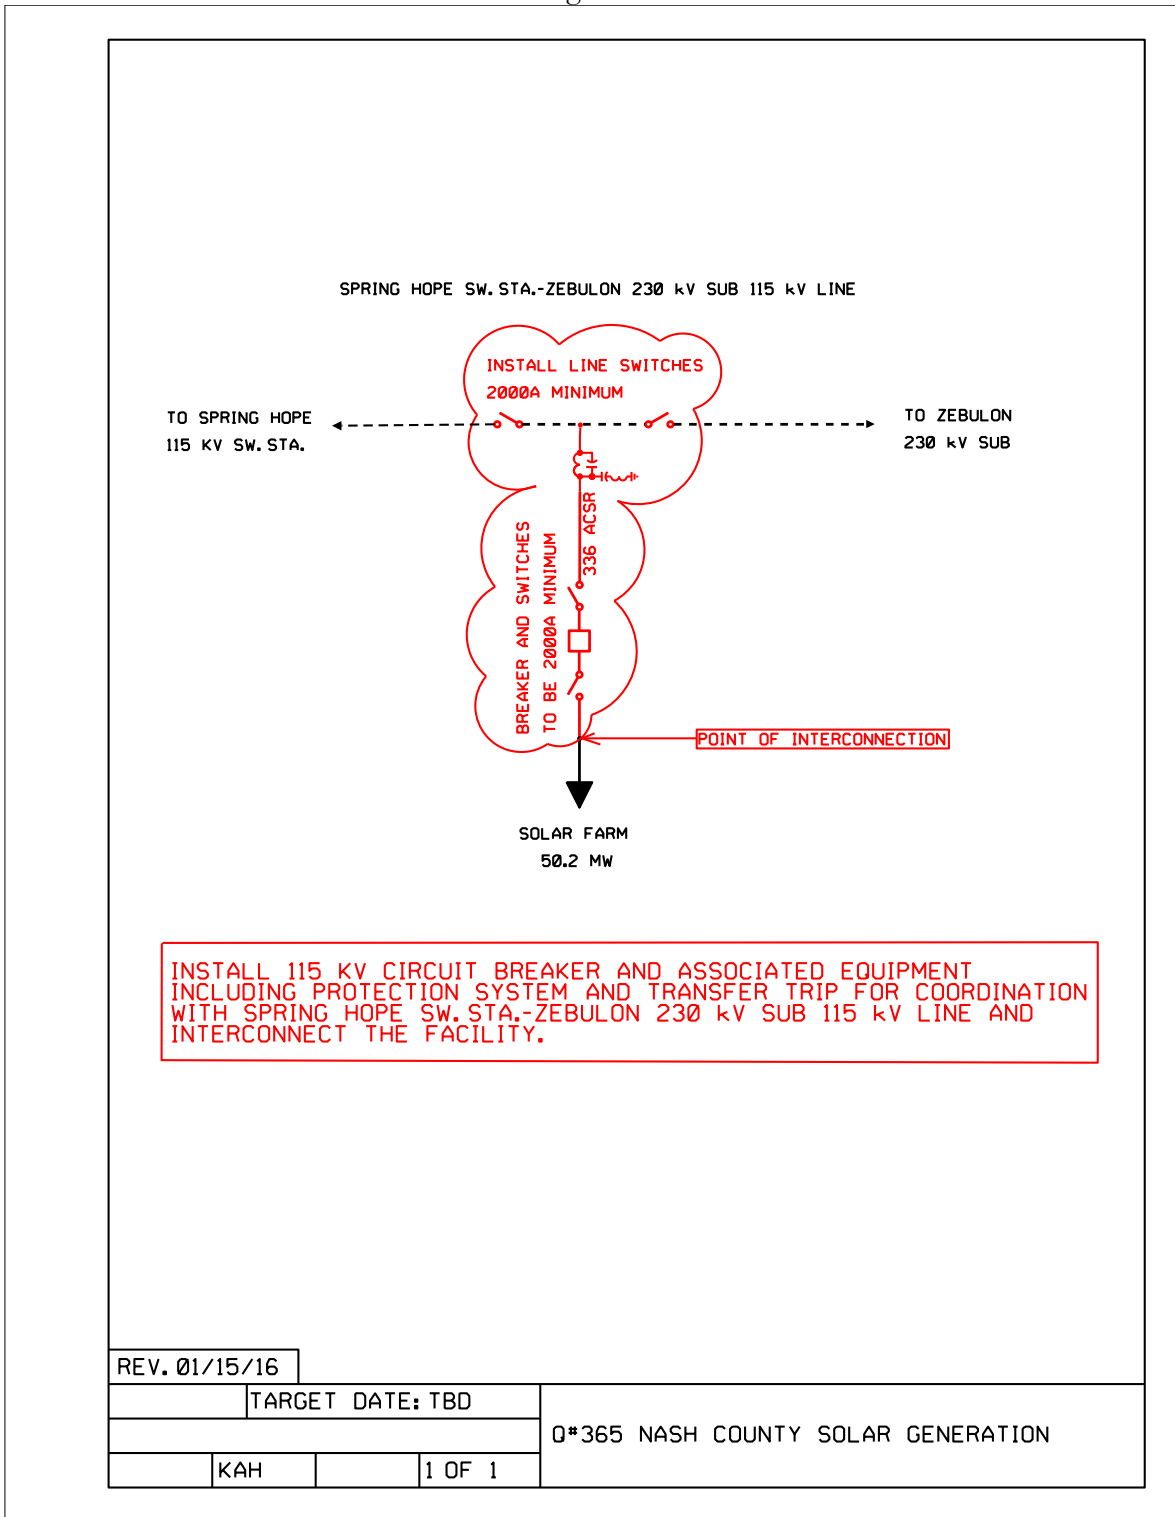 SPRING HOPE SW. STA.-ZEBULON 230 kV SUB 115 kV LINE
INSTALL LINE SWITCHES
2000A MINIMUM
TO SPRING HOPE
115 KV SW. STA.
TO ZEBULON
230 kV SUB
336 ACSR
BREAKER AND SWITCHES
TO BE 2000A MINIMUM
POINT OF INTERCONNECTION
SOLAR FARM
50.2 MW
INSTALL 115 KV CIRCUIT BREAKER AND ASSOCIATED EQUIPMENT
INCLUDING PROTECTION SYSTEM AND TRANSFER TRIP FOR COORDINATION
WITH SPRING HOPE SW. STA.-ZEBULON 230 kV SUB 115 kV LINE AND
INTERCONNECT THE FACILITY.
REV. 01/15/16
TARGET DATE: TBD
Q#365 NASH COUNTY SOLAR GENERATION
KAH
1 OF 1